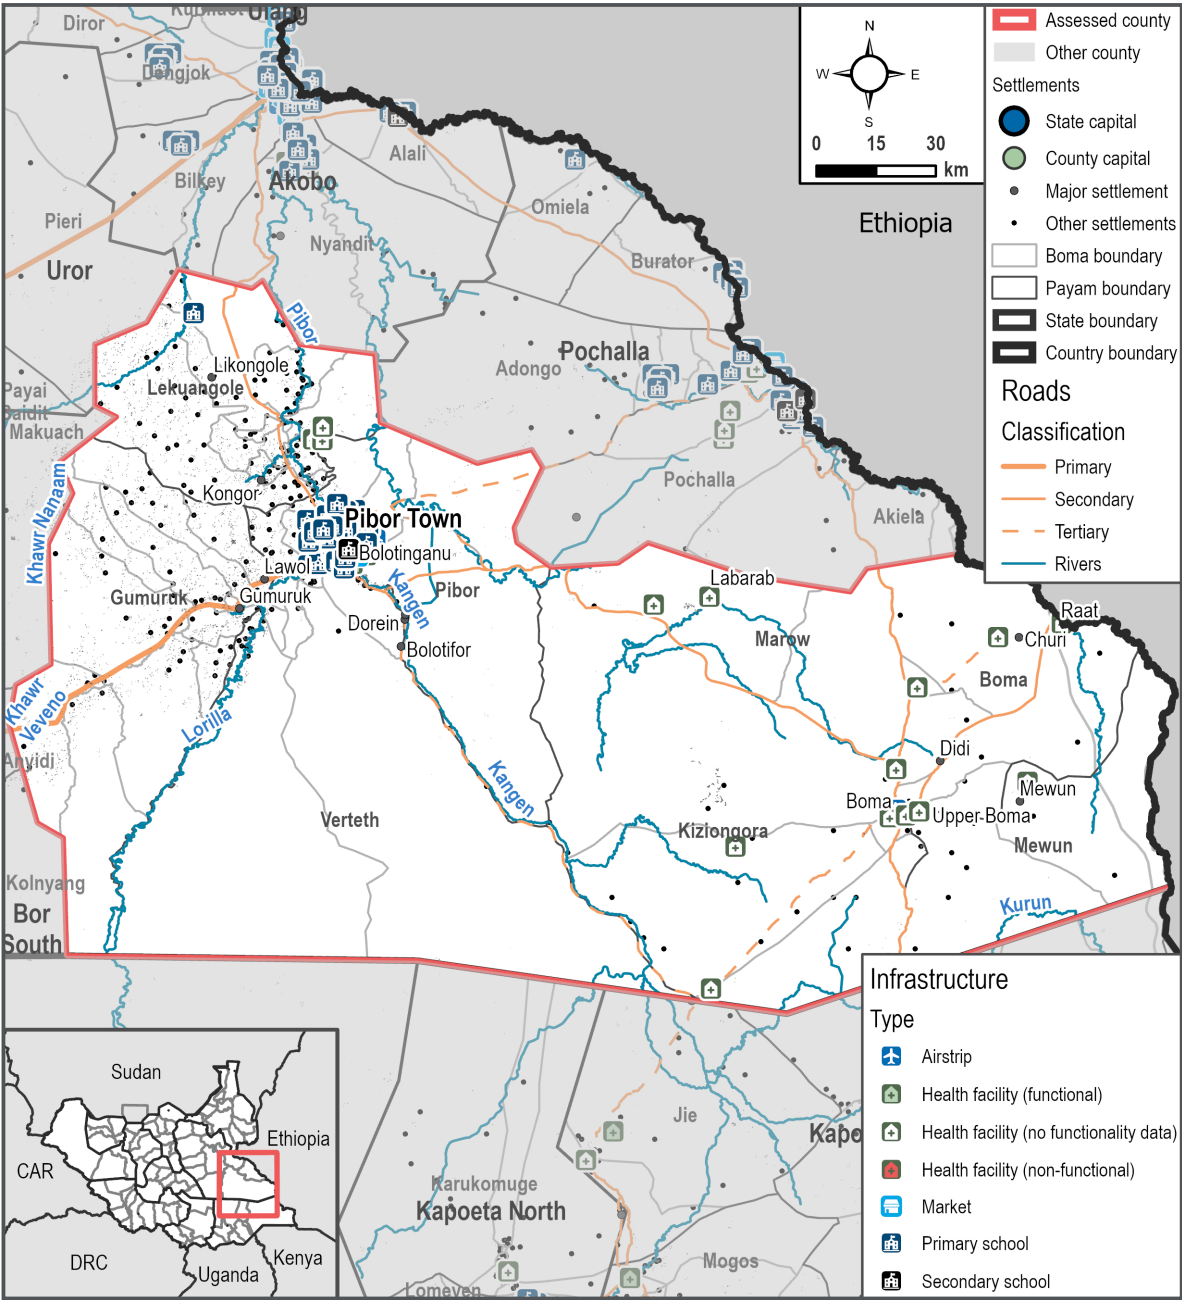 Ulang
Diror
Dengjok
Bilkey
Akobo
Alali
Pieri
Uror
Nyandit
Omiela
Burator
Ethiopia
N
W
E
S
0
15
30
km
Assessed county
Other county
Settlements
State capital
County capital
Major settlement
Other settlements
Boma boundary
Payam boundary
State boundary
Country boundary
Roads
Classification
Primary
Secondary
Tertiary
Rivers
Pibor
Likongole
Lekuangole
Payai
Baidit
Makuach
Adongo
Pochalla
Pochalla
Akiela
Kongor
Khawr Nanaam
Pibor Town
Bolotinganu
Lawol
Gumuruk
Gumuruk
Kangen
Pibor
Dorein
Bolotifor
Labarab
Marow
Raat
Churi
Boma
Khawr
Veveno
Anyidi
Lorilla
Kangen
Didi
Mewun
Boma
Upper Boma
Verteth
Kiziongora
Mewun
Kolnyang
Bor
South
Kurun
Infrastructure
Type
Airstrip
Health facility (functional)
Health facility (no functionality data)
Health facility (non-functional)
Market
Primary school
Secondary school
Jie
Kapo
Karukomuge
Kapoeta North
Mogos
Lomeyen
Sudan
Ethiopia
CAR
DRC
Uganda
Kenya